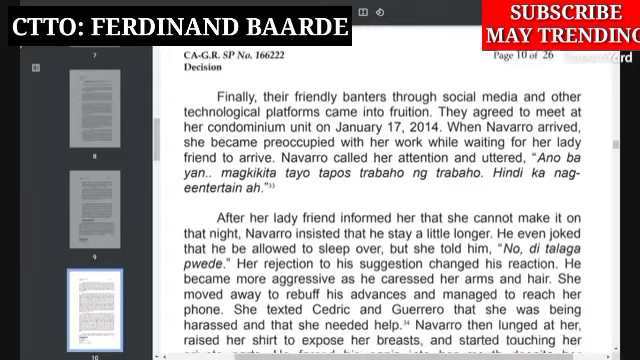 CTTO: FERDINAND BAARDE
SUBSCRIBE
MAY TRENDING
7
CA-G.R. SP No. 166222
Page 10 of 26
Decision
Finally, their friendly banters through social media and other
technological platforms came into fruition. They agreed to meet at
her condominium unit on January 17, 2014. When Navarro arrived,
she became preoccupied with her work while waiting for her lady
friend to arrive. Navarro called her attention and uttered, “Ano ba
yan.. magkikita tayo tapos trabaho ng trabaho. Hindi ka nag-
eentertain ah.”33
After her lady friend informed her that she cannot make it on
that night, Navarro insisted that he stay a little longer. He even joked
that he be allowed to sleep over, but she told him, “No, di talaga
pwede.” Her rejection to his suggestion changed his reaction. He
became more aggressive as he caressed her arms and hair. She
moved away to rebuff his advances and managed to reach her
phone. She texted Cedric and Guerrero that she was being
harassed and that she needed help.34 Navarro then lunged at her,
raised her shirt to expose her breasts, and started touching her
8
9
10